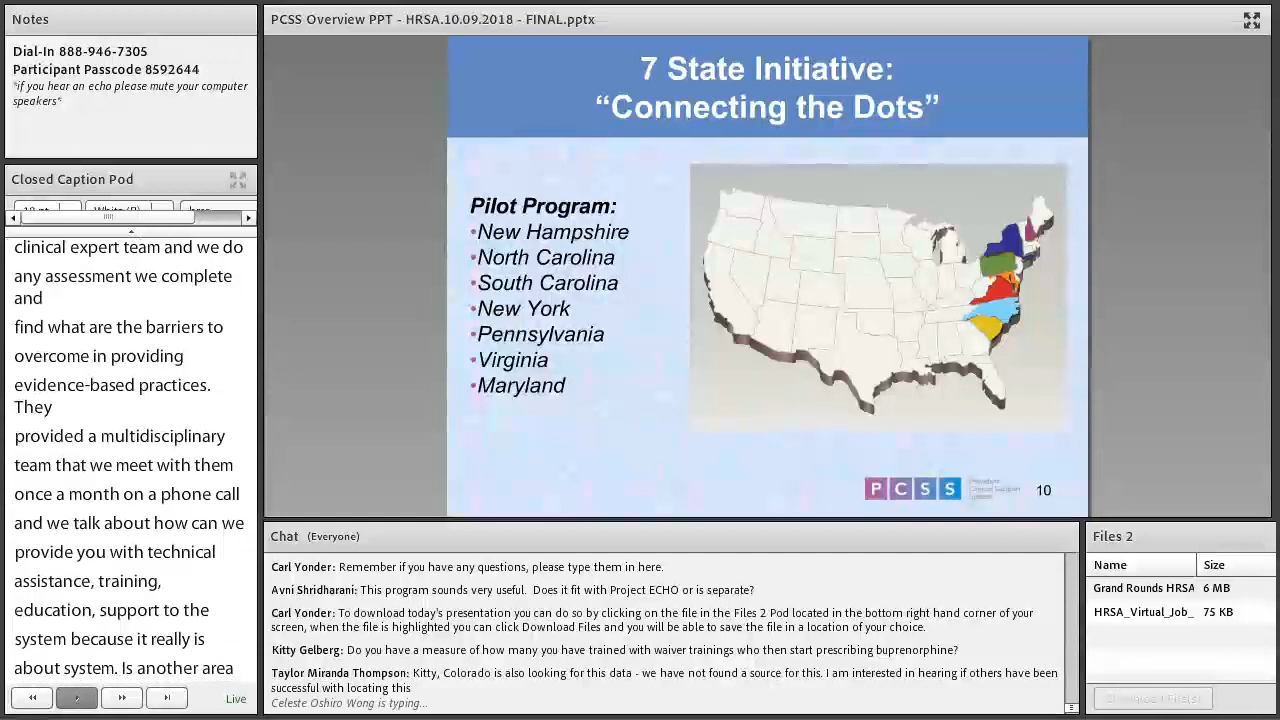 Notes
Dial-In 888-946-7305
Participant Passcode 8592644
*if you hear an echo please mute your computer
speakers*
Closed Caption Pod
clinical expert team and we do
any assessment we complete
and
find what are the barriers to
overcome in providing
evidence-based practices.
They
provided a multidisciplinary
team that we meet with them
once a month on a phone call
and we talk about how can we
provide you with technical
assistance, training,
education, support to the
system because it really is
about system. Is another area
Live
PCSS Overview PPT - HRSA.10.09.2018 - FINAL.pptx
7 State Initiative:
“Connecting the Dots”
Pilot Program:
•New Hampshire
•North Carolina
•South Carolina
•New York
•Pennsylvania
•Virginia
•Maryland
PCSS
10
Chat (Everyone)
Carl Yonder: Remember if you have any questions, please type them in here.
Avni Shridharani: This program sounds very useful.  Does it fit with Project ECHO or is separate?
Carl Yonder: To download today's presentation you can do so by clicking on the file in the Files 2 Pod located in the bottom right hand corner of your
screen, when the file is highlighted you can click Download Files and you will be able to save the file in a location of your choice.
Kitty Gelberg: Do you have a measure of how many you have trained with waiver trainings who then start prescribing buprenorphine?
Taylor Miranda Thompson: Kitty, Colorado is also looking for this data - we have not found a source for this. I am interested in hearing if others have been
successful with locating this
Celeste Oshiro Wong is typing...
Files 2
Name Size
Grand Rounds HRSA 6 MB
HRSA_Virtual_Job_ 75 KB